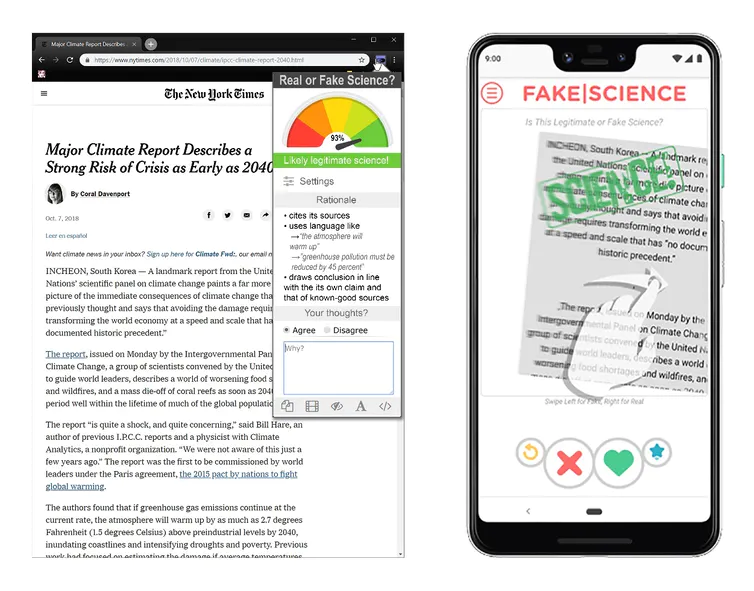 Major Climate Report Describes
https://www.nytimes.com/2018/10/07/climate/ipcc-climate-report-2040.html
The New York Times
Major Climate Report Describes a
Strong Risk of Crisis as Early as 2040
By Coral Davenport
Oct. 7, 2018
Leer en español
Want climate news in your inbox? Sign up here for Climate Fwd:, our email n
INCHEON, South Korea — A landmark report from the Unite
Nations' scientific panel on climate change paints a far more
picture of the immediate consequences of climate change tha
previously thought and says that avoiding the damage requi
transforming the world economy at a speed and scale that ha
documented historic precedent."
The report, issued on Monday by the Intergovernmental Pan
Climate Change, a group of scientists convened by the United
to guide world leaders, describes a world of worsening food s
and wildfires, and a mass die-off of coral reefs as soon as 2040
period well within the lifetime of much of the global populatio
The report "is quite a shock, and quite concerning," said Bill Hare, an
author of previous I.P.C.C. reports and a physicist with Climate
Analytics, a nonprofit organization. "We were not aware of this just a
few years ago." The report was the first to be commissioned by world
leaders under the Paris agreement, the 2015 pact by nations to fight
global warming.
The authors found that if greenhouse gas emissions continue at the
current rate, the atmosphere will warm up by as much as 2.7 degrees
Fahrenheit (1.5 degrees Celsius) above preindustrial levels by 2040,
inundating coastlines and intensifying droughts and poverty. Previous
work had focused on estimating the damage if average temperatures
Real or Fake Science?
93%
Likely legitimate science!
Settings
Rationale
• cites its sources
• uses language like
→"the atmosphere will
warm up"
→"greenhouse pollution must be
reduced by 45 percent"
• draws conclusion in line
with the its own claim and
that of known-good sources
Your thoughts?
Agree
Disagree
Why?
A
</>
9:00
FAKE|SCIENCE
Is This Legitimate or Fake Science?
INCHEON, South Korea — A landmark rep
the United Nations' scientific panel on
change
more dire picture
immediate consequences of climate chan
previously thought and says that avoid
damage requires transforming the world e
at a speed and scale that has "no docum
historic precedent."
SCIENCE!
The report, issued on Monday by the
Intergovernmental Panel on Climate Chang
group of scientists convened by the United
to guide world leaders, describes a world
worsening food shortages and wildfires, and
Swipe Left for Fake, Right for Real